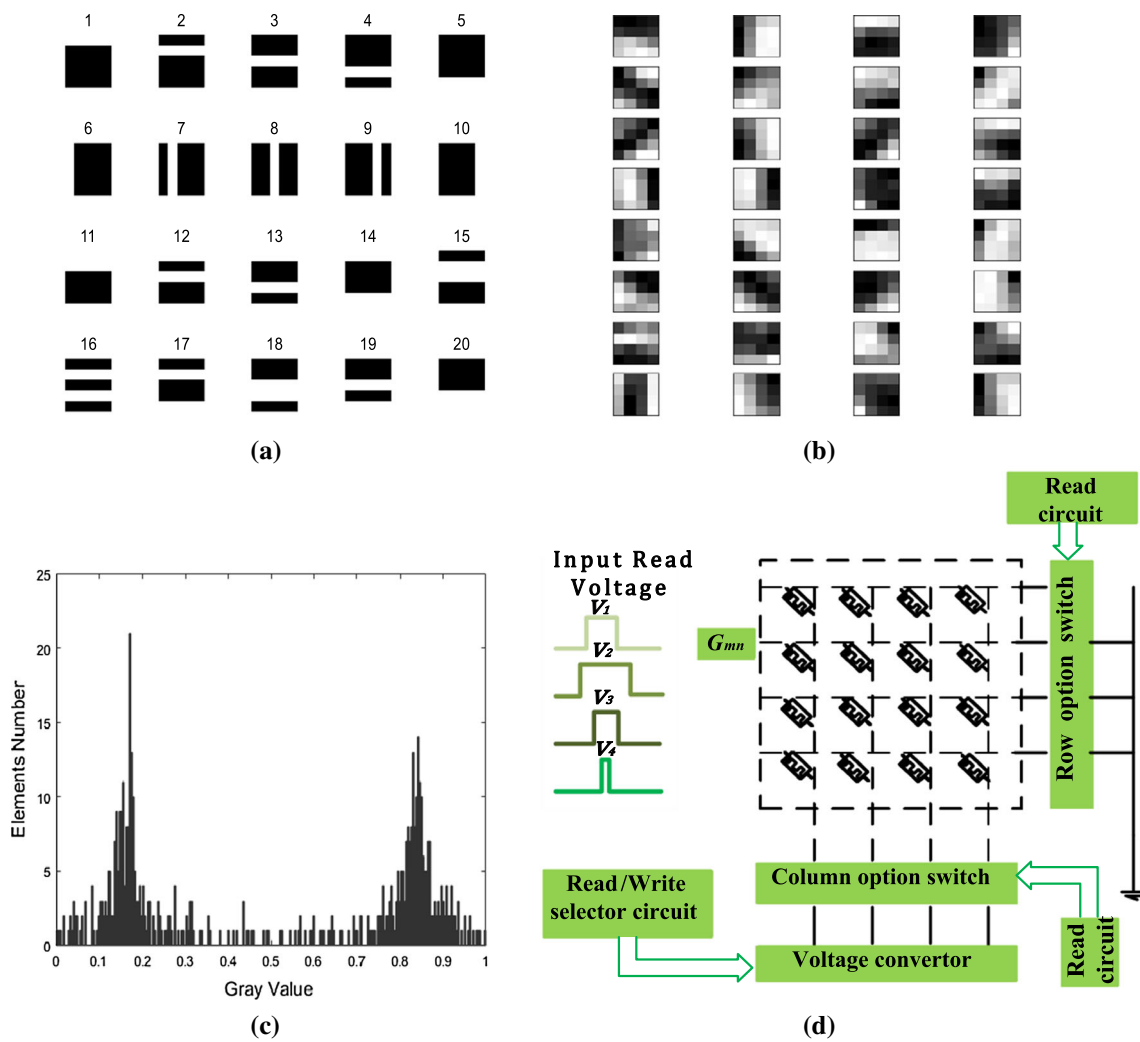 1 2 3 4 5
6 7 8 9 10
11 12 13 14 15
16 17 18 19 20
(a)
(b)
25
20
15
10
5
0
Elements Number
0 0.1 0.2 0.3 0.4 0.5 0.6 0.7 0.8 0.9 1
Gray Value
(c)
Read
circuit
Input Read
Voltage
V₁
V₂
V₃
V₄
Gmn
Row option switch
Column option switch
Read/Write
selector circuit
Voltage convertor
Read
circuit
(d)